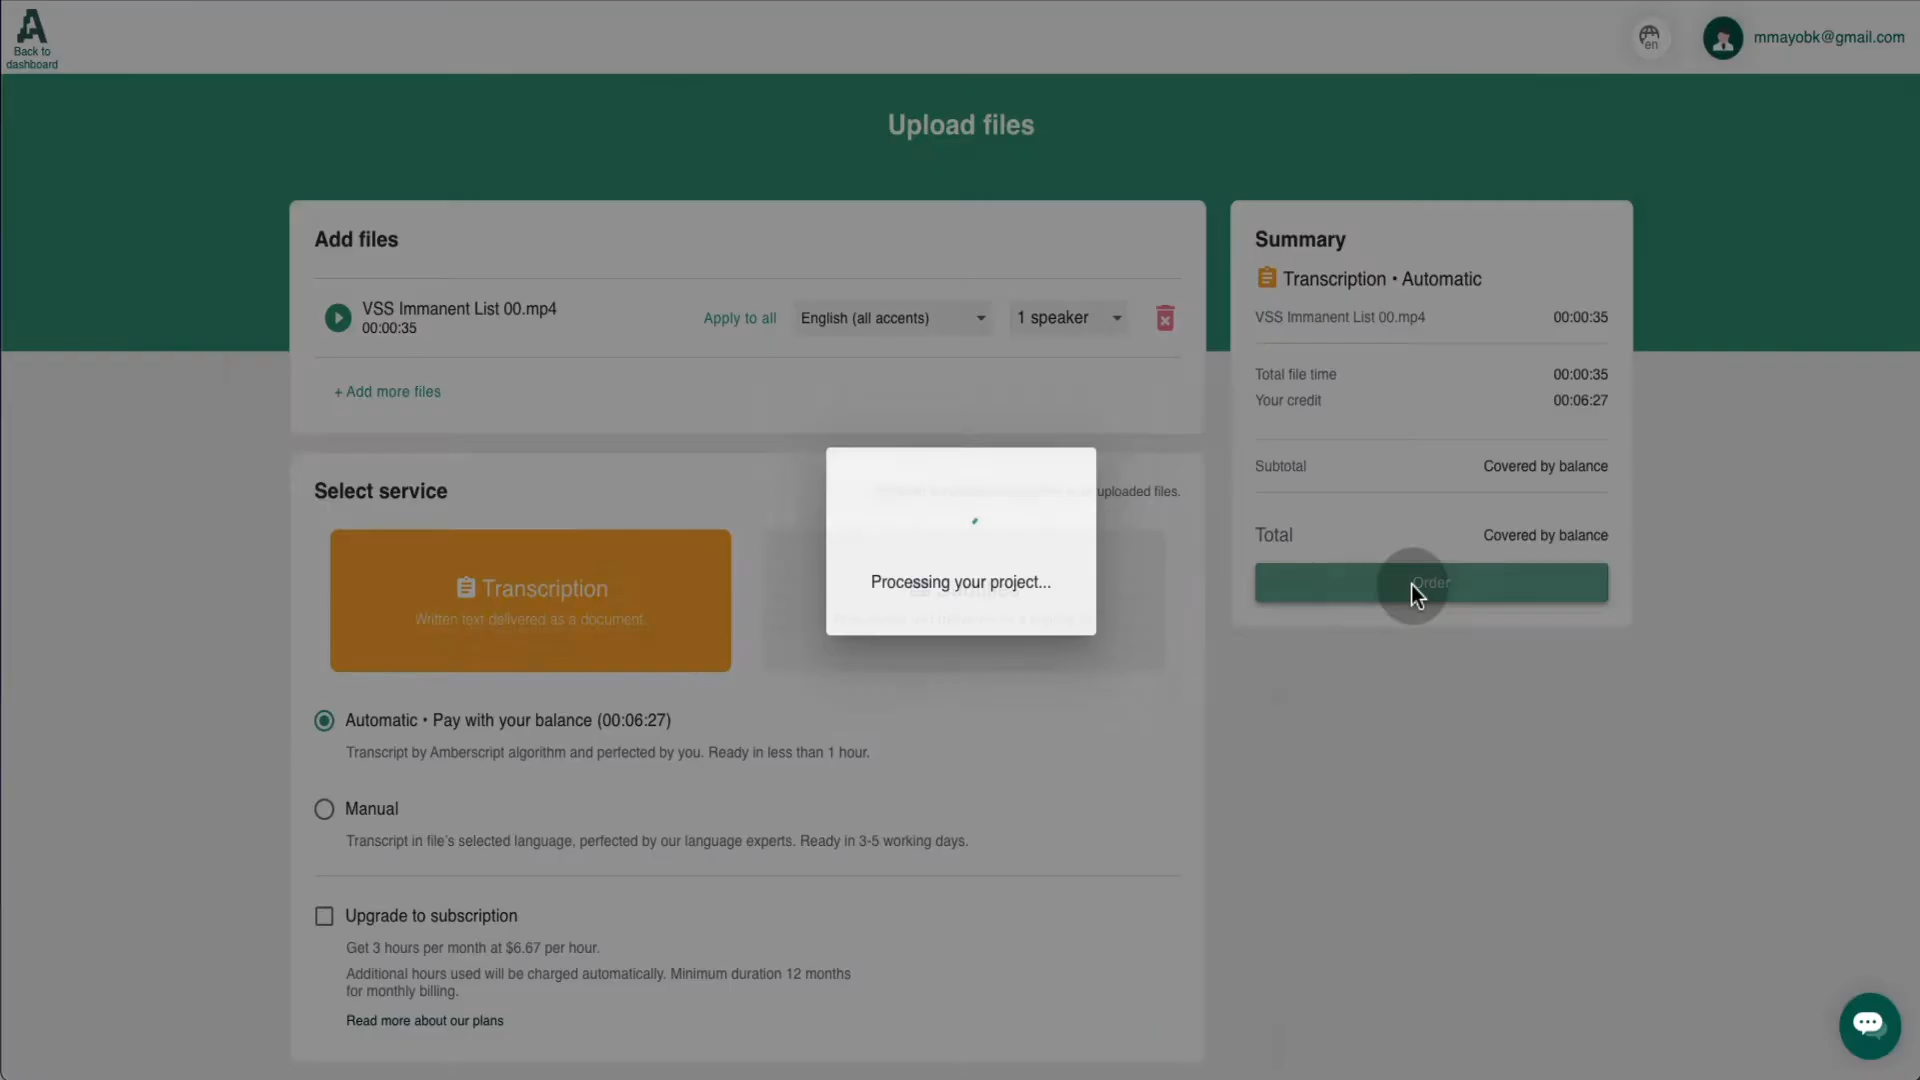 Back to
dashboard
en
mmayobk@gmail.com
Upload files
Add files
VSS Immanent List 00.mp4
00:00:35
Apply to all
English (all accents)
1 speaker
+ Add more files
Select service
uploaded files.
Transcription
Written text delivered as a document.
Processing your project...
Automatic • Pay with your balance (00:06:27)
Transcript by Amberscript algorithm and perfected by you. Ready in less than 1 hour.
Manual
Transcript in file's selected language, perfected by our language experts. Ready in 3-5 working days.
Upgrade to subscription
Get 3 hours per month at $6.67 per hour.
Additional hours used will be charged automatically. Minimum duration 12 months
for monthly billing.
Read more about our plans
Summary
Transcription • Automatic
VSS Immanent List 00.mp4 00:00:35
Total file time 00:00:35
Your credit 00:06:27
Subtotal Covered by balance
Total Covered by balance
Order